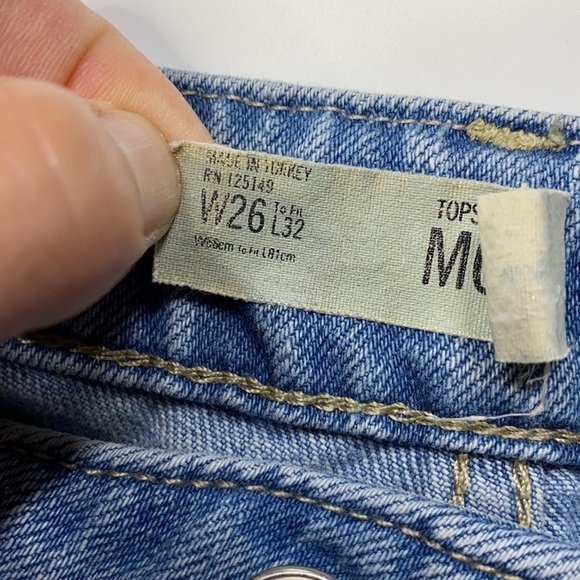 MADE IN TURKEY
RN 125149
W26 To Fit L32
W66cm To Fit L81cm
TOPS
MO